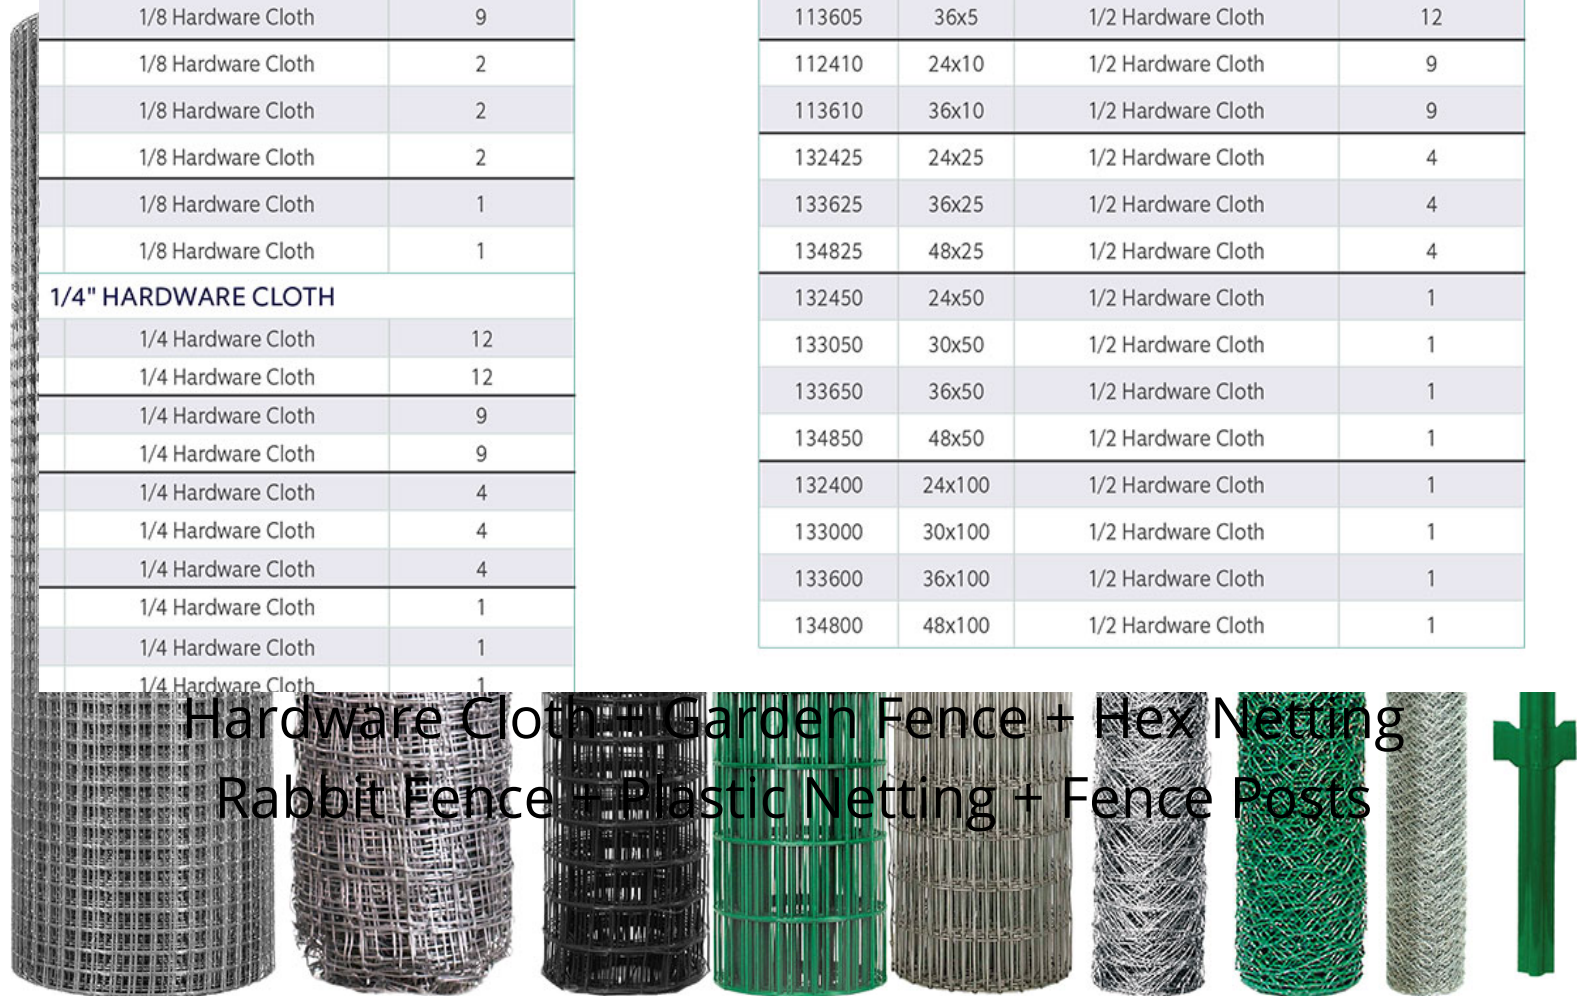 1/8 Hardware Cloth 9
1/8 Hardware Cloth 2
1/8 Hardware Cloth 2
1/8 Hardware Cloth 2
1/8 Hardware Cloth 1
1/8 Hardware Cloth 1
1/4" HARDWARE CLOTH
1/4 Hardware Cloth 12
1/4 Hardware Cloth 12
1/4 Hardware Cloth 9
1/4 Hardware Cloth 9
1/4 Hardware Cloth 4
1/4 Hardware Cloth 4
1/4 Hardware Cloth 4
1/4 Hardware Cloth 1
1/4 Hardware Cloth 1
1/4 Hardware Cloth 1
113605 36x5 1/2 Hardware Cloth 12
112410 24x10 1/2 Hardware Cloth 9
113610 36x10 1/2 Hardware Cloth 9
132425 24x25 1/2 Hardware Cloth 4
133625 36x25 1/2 Hardware Cloth 4
134825 48x25 1/2 Hardware Cloth 4
132450 24x50 1/2 Hardware Cloth 1
133050 30x50 1/2 Hardware Cloth 1
133650 36x50 1/2 Hardware Cloth 1
134850 48x50 1/2 Hardware Cloth 1
132400 24x100 1/2 Hardware Cloth 1
133000 30x100 1/2 Hardware Cloth 1
133600 36x100 1/2 Hardware Cloth 1
134800 48x100 1/2 Hardware Cloth 1
Hardware Cloth + Garden Fence + Hex Netting
Rabbit Fence + Plastic Netting + Fence Posts